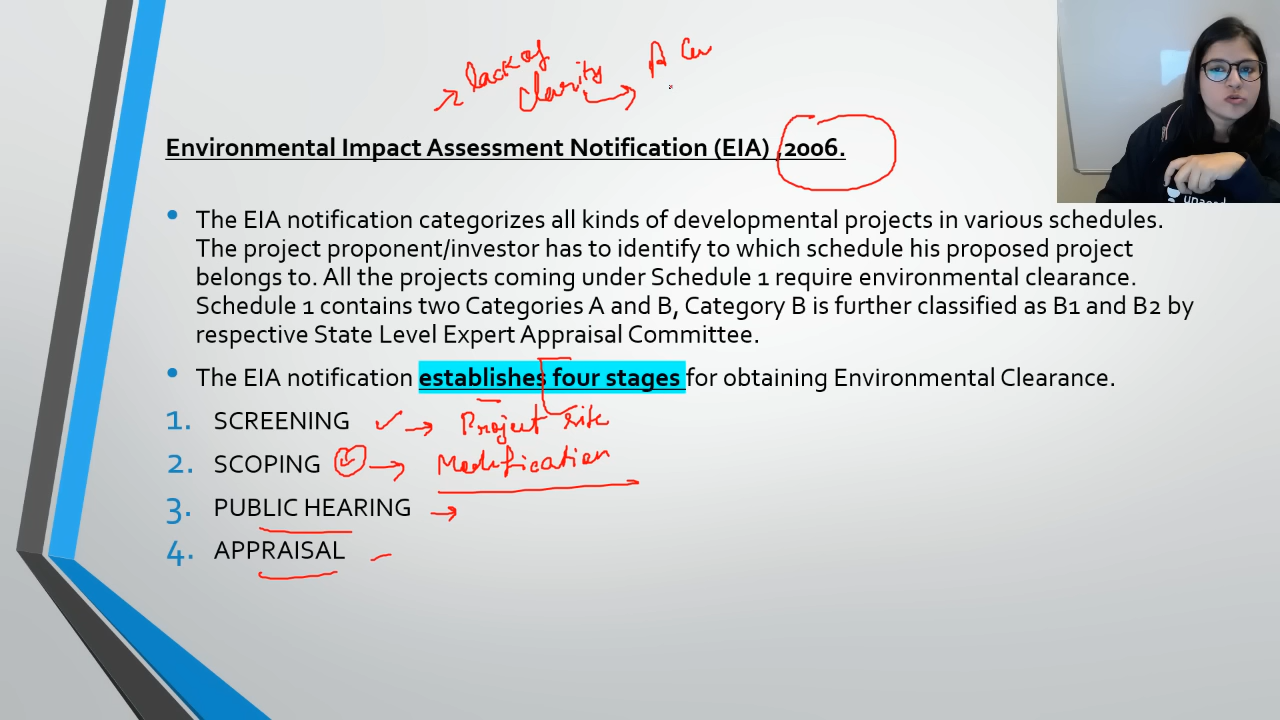 lack of
clarity
Environmental Impact Assessment Notification (EIA) ,2006.
• The EIA notification categorizes all kinds of developmental projects in various schedules.
The project proponent/investor has to identify to which schedule his proposed project
belongs to. All the projects coming under Schedule 1 require environmental clearance.
Schedule 1 contains two Categories A and B, Category B is further classified as B1 and B2 by
respective State Level Expert Appraisal Committee.
• The EIA notification establishes four stages for obtaining Environmental Clearance.
1. SCREENING ✓ → Project site
2. SCOPING → Modification
3. PUBLIC HEARING →
4. APPRAISAL